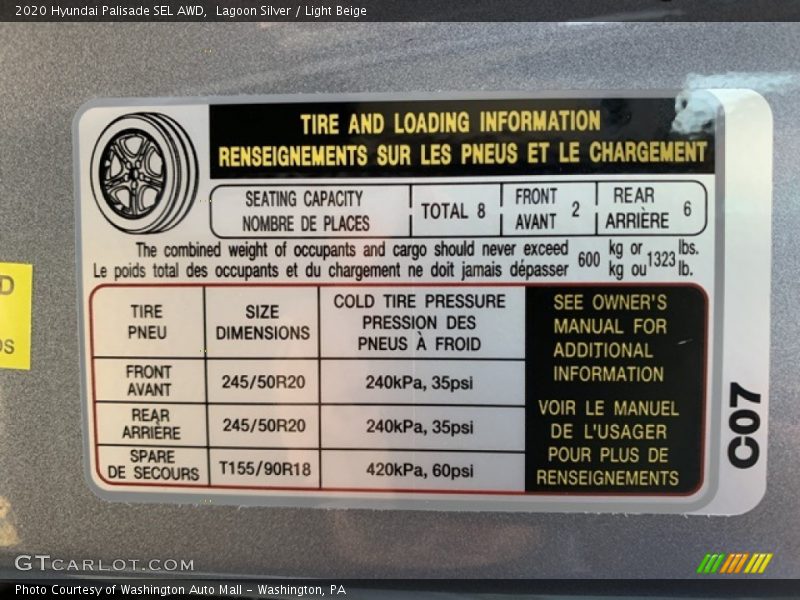 2020 Hyundai Palisade SEL AWD,  Lagoon Silver / Light Beige
TIRE AND LOADING INFORMATION
RENSEIGNEMENTS SUR LES PNEUS ET LE CHARGEMENT
SEATING CAPACITY
NOMBRE DE PLACES
TOTAL 8
FRONT
AVANT
2
REAR
ARRIÈRE
6
The combined weight of occupants and cargo should never exceed
Le poids total des occupants et du chargement ne doit jamais dépasser
600
kg or
kg ou
1323
lbs.
lb.
TIRE
PNEU
SIZE
DIMENSIONS
COLD TIRE PRESSURE
PRESSION DES
PNEUS À FROID
FRONT
AVANT
245/50R20
240kPa, 35psi
REAR
ARRIÈRE
245/50R20
240kPa, 35psi
SPARE
DE SECOURS
T155/90R18
420kPa, 60psi
SEE OWNER'S
MANUAL FOR
ADDITIONAL
INFORMATION
VOIR LE MANUEL
DE L'USAGER
POUR PLUS DE
RENSEIGNEMENTS
C07
D
OS
GTCARLOT.COM
Photo Courtesy of Washington Auto Mall - Washington, PA